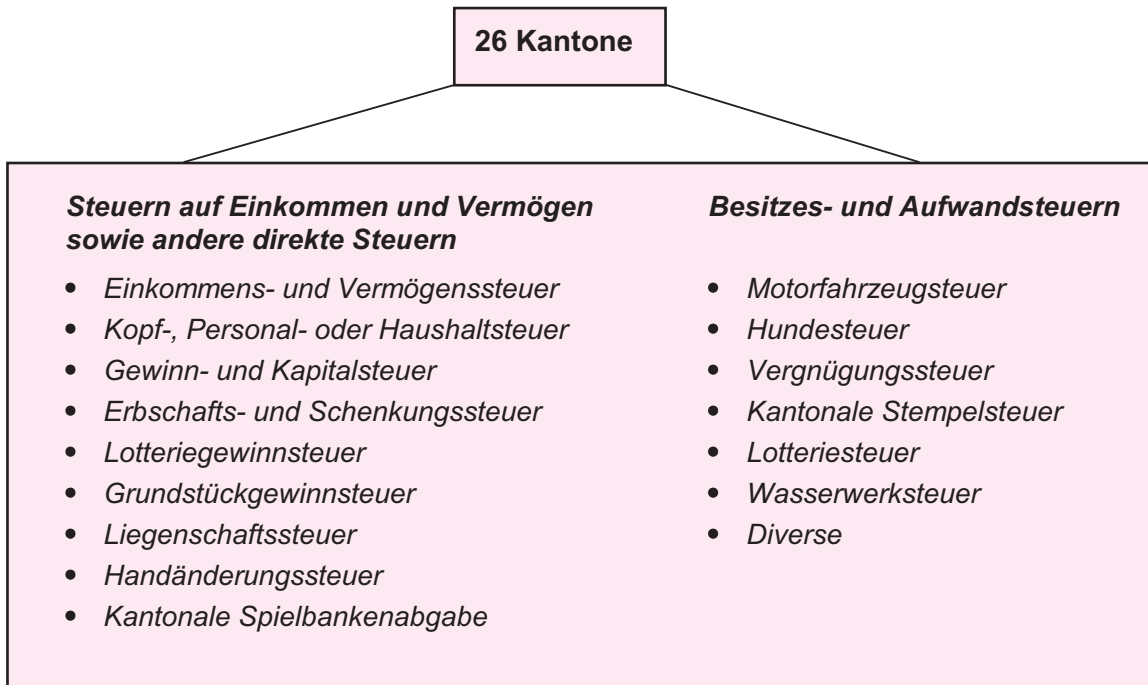 26 Kantone
Steuern auf Einkommen und Vermögen
sowie andere direkte Steuern
• Einkommens- und Vermögenssteuer
• Kopf-, Personal- oder Haushaltsteuer
• Gewinn- und Kapitalsteuer
• Erbschafts- und Schenkungssteuer
• Lotteriegewinnsteuer
• Grundstückgewinnsteuer
• Liegenschaftssteuer
• Handänderungssteuer
• Kantonale Spielbankenabgabe
Besitzes- und Aufwandsteuern
• Motorfahrzeugsteuer
• Hundesteuer
• Vergnügungssteuer
• Kantonale Stempelsteuer
• Lotteriesteuer
• Wasserwerksteuer
• Diverse